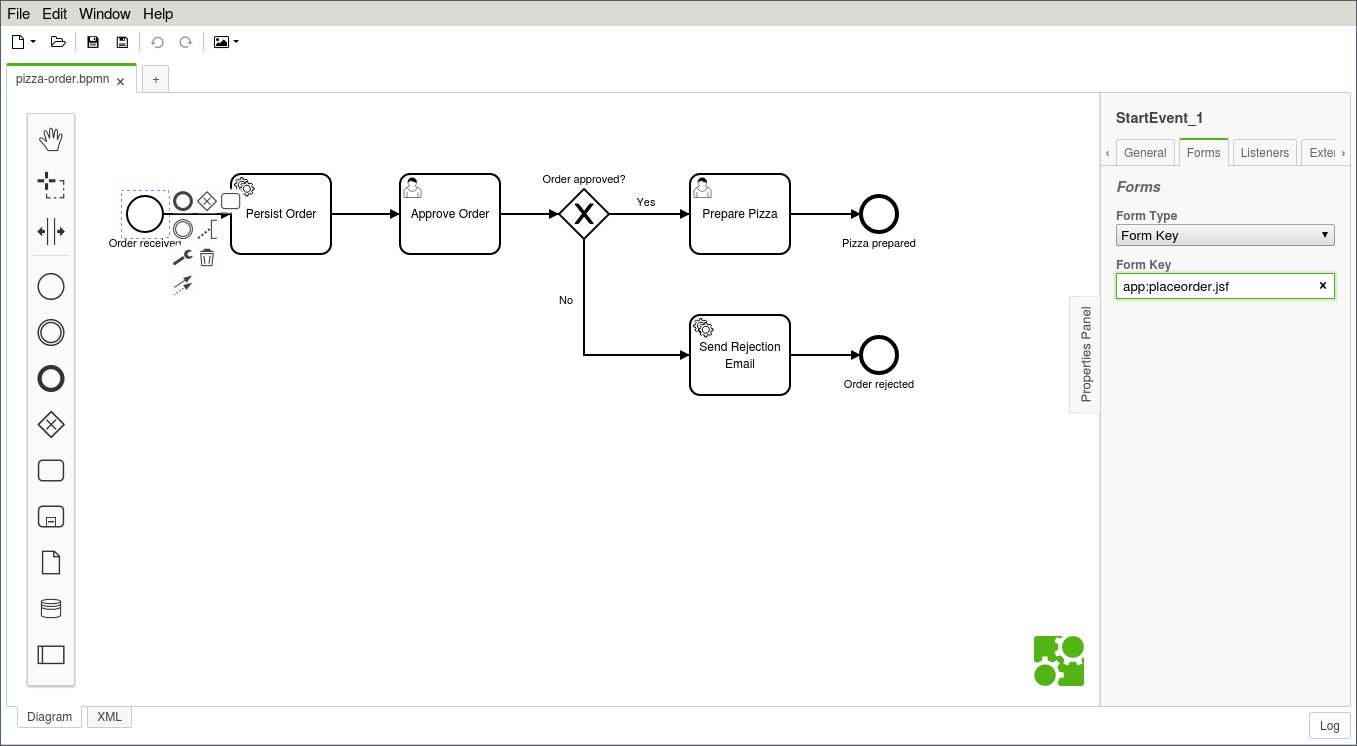 File Edit Window Help
pizza-order.bpmn
+
StartEvent_1
General Forms Listeners
Forms
Form Type
Form Key
Form Key
app:placeorder.jsf
Order received
Persist Order
Approve Order
Order approved?
Yes
Prepare Pizza
Pizza prepared
No
Send Rejection
Email
Order rejected
Properties Panel
Diagram XML
Log